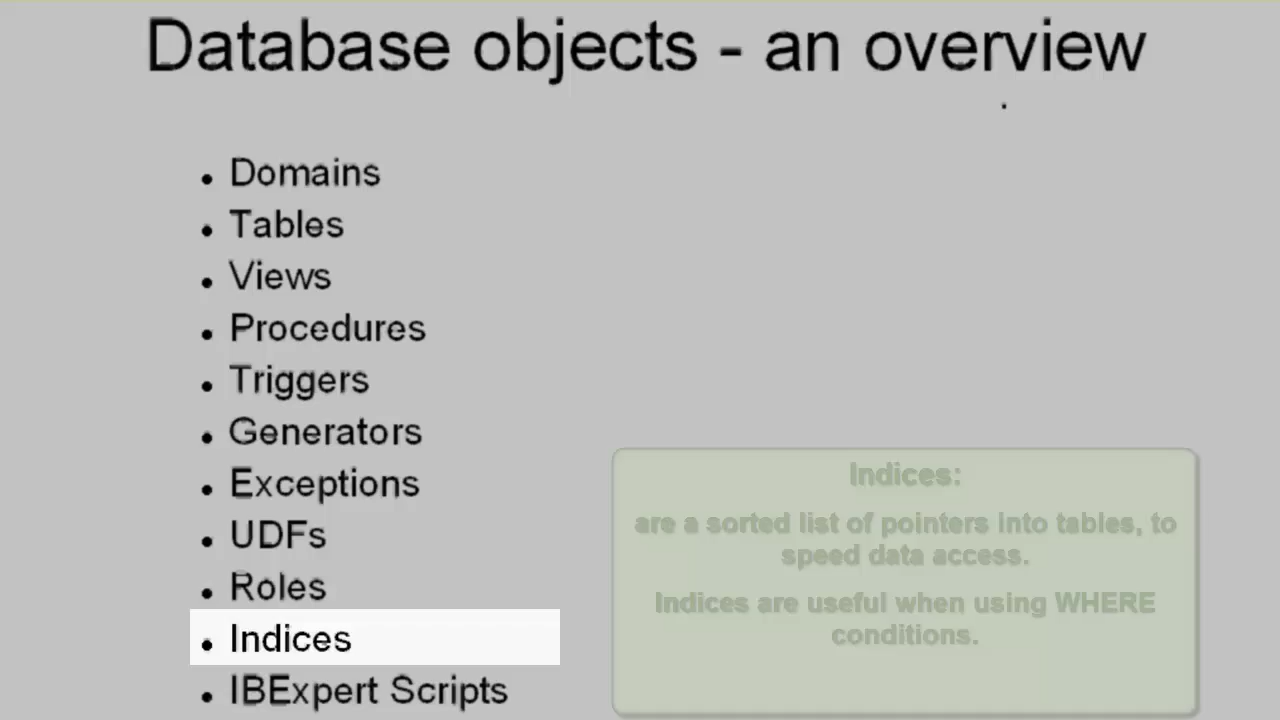 Database objects - an overview
Domains
Tables
Views
Procedures
Triggers
Generators
Exceptions
UDFs
Roles
Indices
IBExpert Scripts
Indices:
are a sorted list of pointers into tables, to
speed data access.
Indices are useful when using WHERE
conditions.